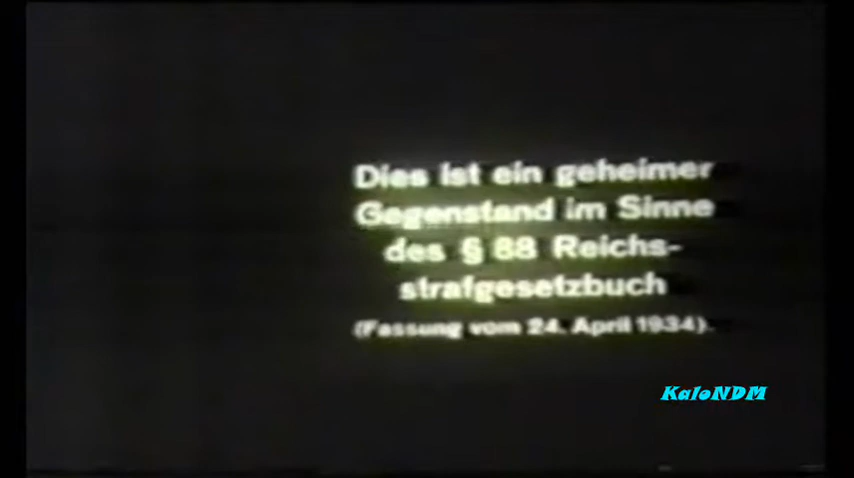 Dies ist ein geheimer
Gegenstand im Sinne
des § 88 Reichs-
strafgesetzbuch
(Fassung vom 24. April 1934).
KaloNDM